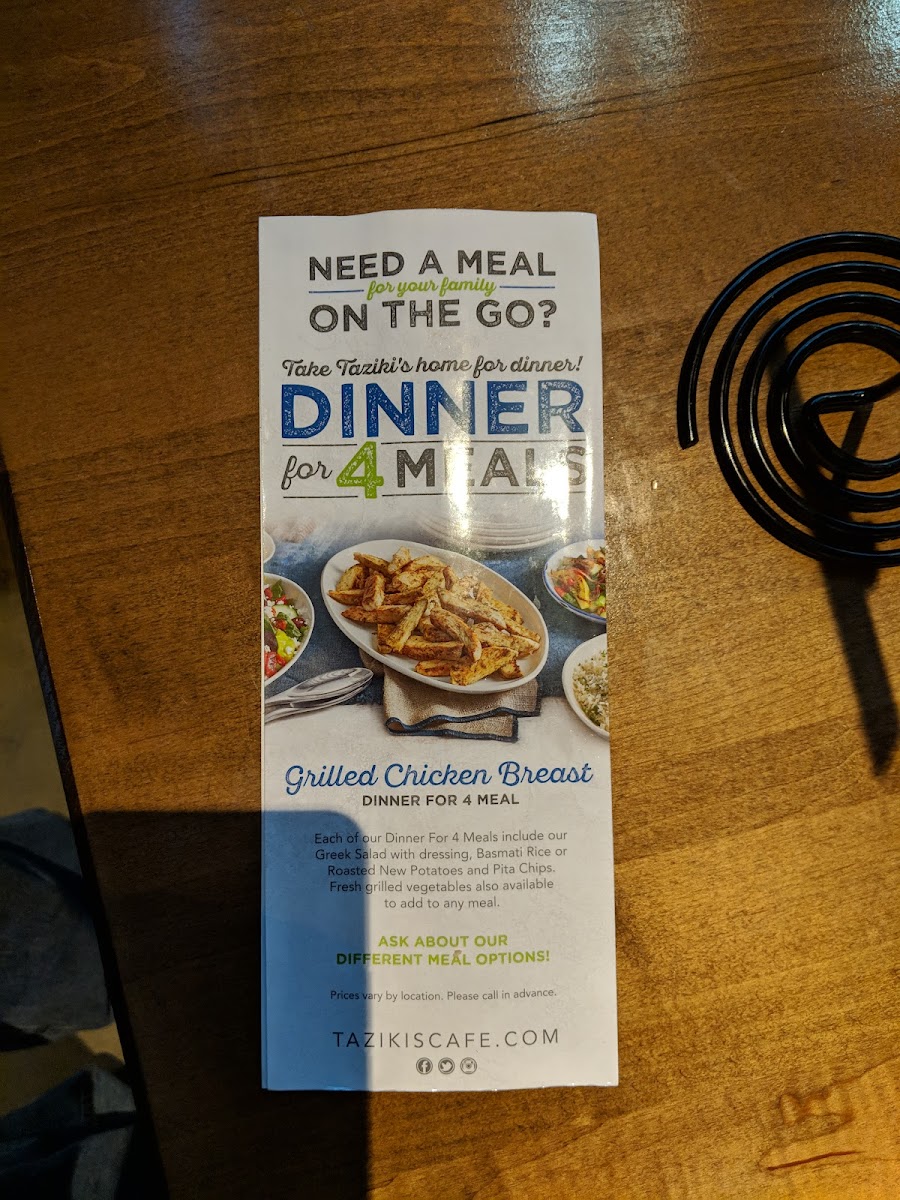 NEED A MEAL
for your family
ON THE GO?
Take Taziki's home for dinner!
DINNER
for 4 MEALS
Grilled Chicken Breast
DINNER FOR 4 MEAL
Each of our Dinner For 4 Meals include our
Greek Salad with dressing, Basmati Rice or
Roasted New Potatoes and Pita Chips.
Fresh grilled vegetables also available
to add to any meal.
ASK ABOUT OUR
DIFFERENT MEAL OPTIONS!
Prices vary by location. Please call in advance.
TAZIKISCAFE.COM